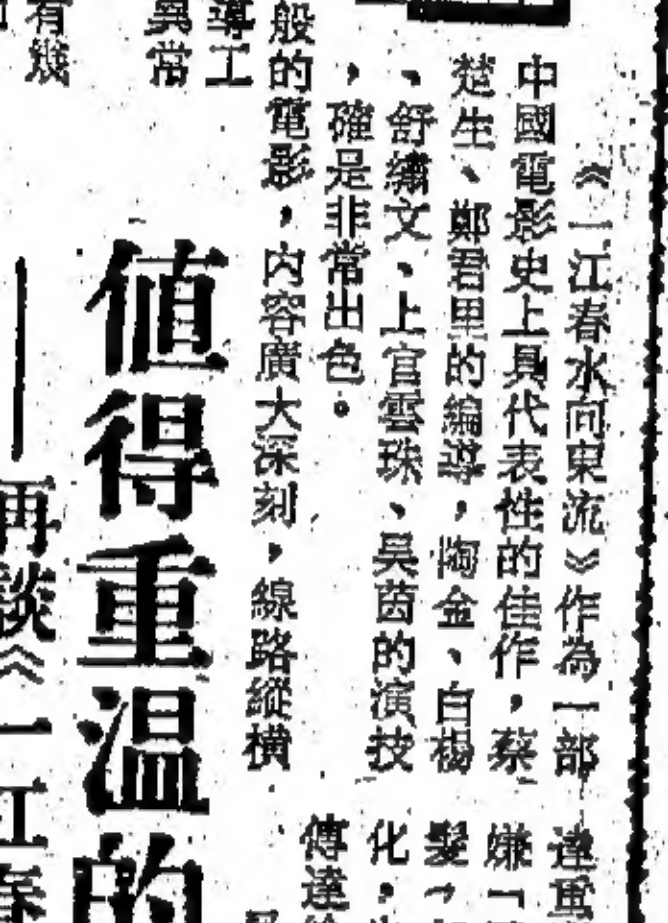 《一江春水向東流》作為一部
中國電影史上具代表性的佳作，蔡
楚生、鄭君里的編導，陶金、白楊
、舒繡文、上官雲珠、吳茵的演技
，確是非常出色。
般的電影，內容廣大深刻，線路縱橫
導工
異常
有幾
值得重温的
——再談《一江春
達重
嫌「
髮「
化，
傳達